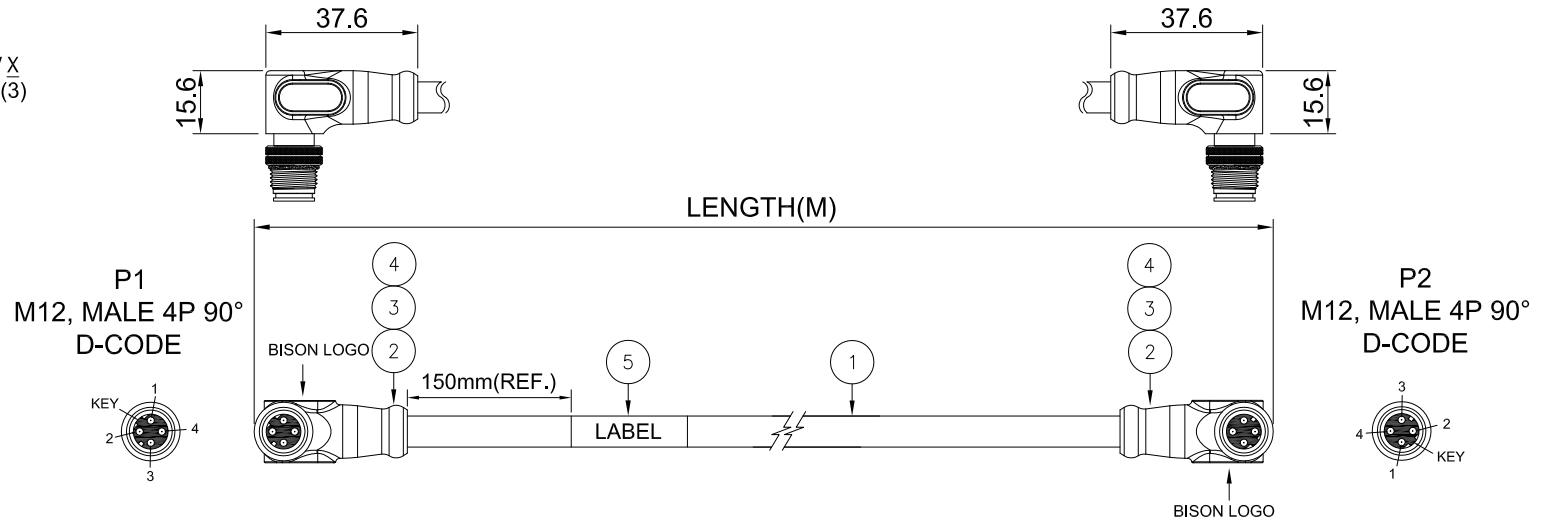 37.6
37.6
X
(3)
15.6
15.6
LENGTH(M)
P1
M12, MALE 4P 90°
D-CODE
4
3
2
BISON LOGO
150mm(REF.)
5
LABEL
1
4
3
2
P2
M12, MALE 4P 90°
D-CODE
KEY
1
2
4
3
3
4
2
KEY
1
BISON LOGO